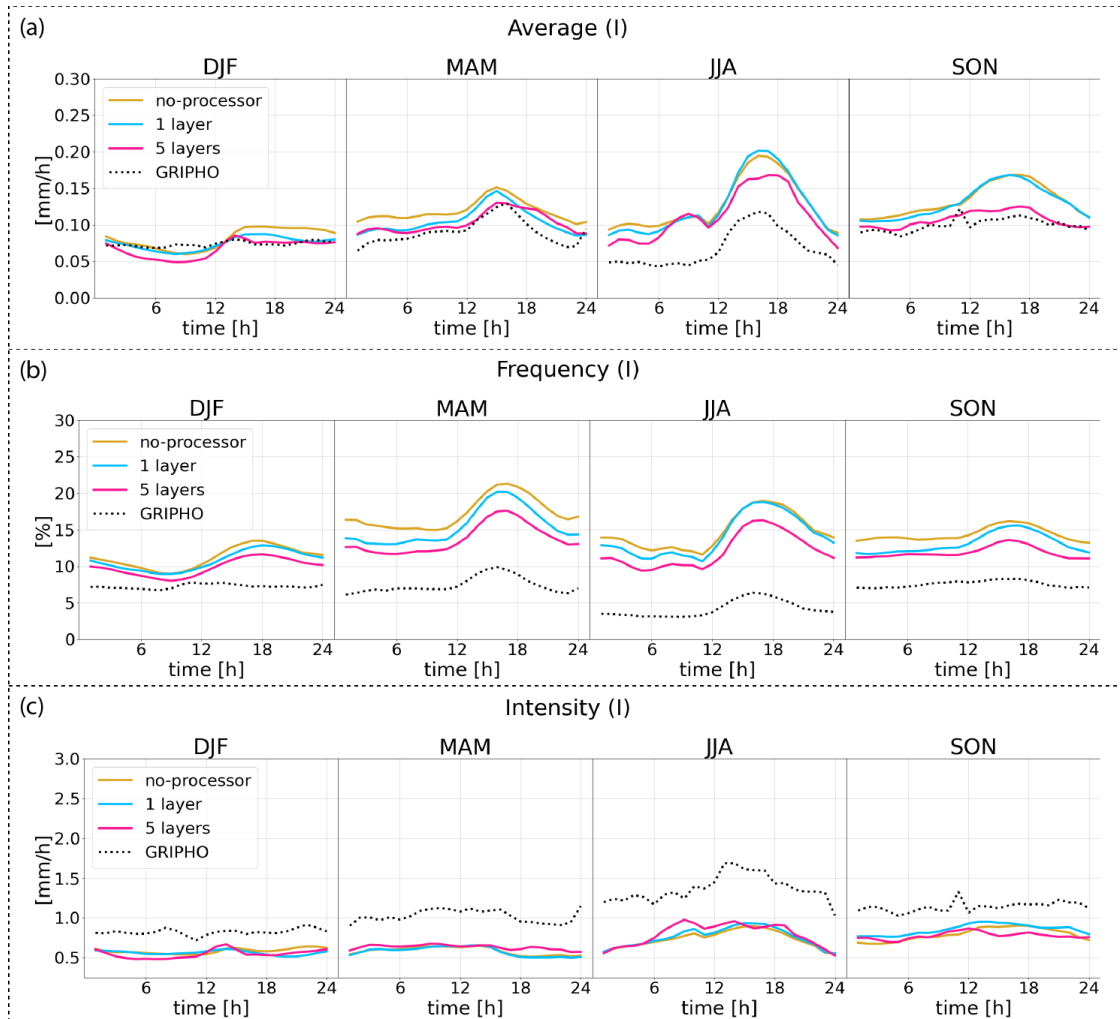 (a)
Average (I)
DJF MAM JJA SON
0.30
0.25
0.20
0.15
0.10
0.05
0.00
[mm/h]
no-processor
1 layer
5 layers
GRIPHO
6 12 18 24 6 12 18 24 6 12 18 24 6 12 18 24
time [h] time [h] time [h] time [h]
(b)
Frequency (I)
DJF MAM JJA SON
30
25
20
15
10
5
0
[%]
no-processor
1 layer
5 layers
GRIPHO
6 12 18 24 6 12 18 24 6 12 18 24 6 12 18 24
time [h] time [h] time [h] time [h]
(c)
Intensity (I)
DJF MAM JJA SON
3.0
2.5
2.0
1.5
1.0
0.5
[mm/h]
no-processor
1 layer
5 layers
GRIPHO
6 12 18 24 6 12 18 24 6 12 18 24 6 12 18 24
time [h] time [h] time [h] time [h]